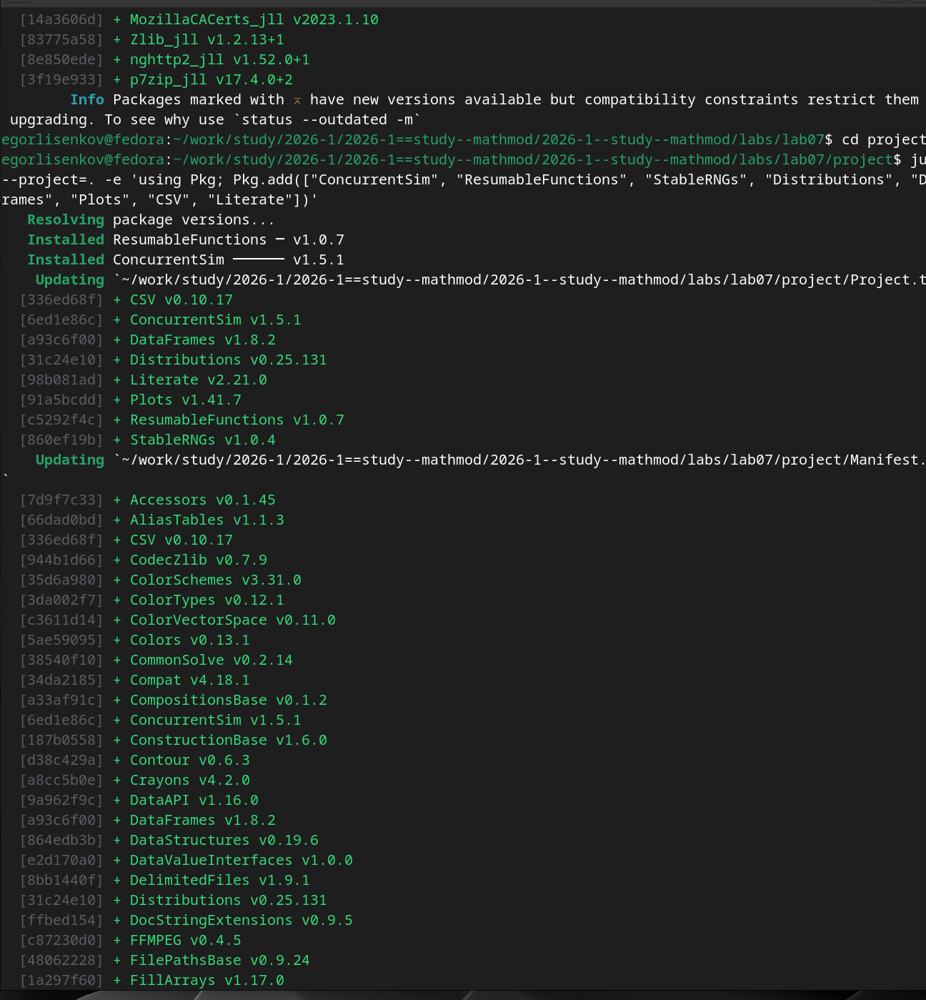 [14a3606d] + MozillaCACerts_jll v2023.1.10
[83775a58] + Zlib_jll v1.2.13+1
[8e850ede] + nghttp2_jll v1.52.0+1
[3f19e933] + p7zip_jll v17.4.0+2
Info Packages marked with ⌅ have new versions available but compatibility constraints restrict them
upgrading. To see why use `status --outdated -m`
egorlisenkov@fedora:~/work/study/2026-1/2026-1==study--mathmod/2026-1--study--mathmod/labs/lab07$ cd project
egorlisenkov@fedora:~/work/study/2026-1/2026-1==study--mathmod/2026-1--study--mathmod/labs/lab07/project$ ju
--project=. -e 'using Pkg; Pkg.add(["ConcurrentSim", "ResumableFunctions", "StableRNGs", "Distributions", "D
rames", "Plots", "CSV", "Literate"])'
Resolving package versions...
Installed ResumableFunctions ─ v1.0.7
Installed ConcurrentSim ────── v1.5.1
Updating `~/work/study/2026-1/2026-1==study--mathmod/2026-1--study--mathmod/labs/lab07/project/Project.t
[336ed68f] + CSV v0.10.17
[6ed1e86c] + ConcurrentSim v1.5.1
[a93c6f00] + DataFrames v1.8.2
[31c24e10] + Distributions v0.25.131
[98b081ad] + Literate v2.21.0
[91a5bcdd] + Plots v1.41.7
[c5292f4c] + ResumableFunctions v1.0.7
[860ef19b] + StableRNGs v1.0.4
Updating `~/work/study/2026-1/2026-1==study--mathmod/2026-1--study--mathmod/labs/lab07/project/Manifest.
`
[7d9f7c33] + Accessors v0.1.45
[66dad0bd] + AliasTables v1.1.3
[336ed68f] + CSV v0.10.17
[944b1d66] + CodecZlib v0.7.9
[35d6a980] + ColorSchemes v3.31.0
[3da002f7] + ColorTypes v0.12.1
[c3611d14] + ColorVectorSpace v0.11.0
[5ae59095] + Colors v0.13.1
[38540f10] + CommonSolve v0.2.14
[34da2185] + Compat v4.18.1
[a33af91c] + CompositionsBase v0.1.2
[6ed1e86c] + ConcurrentSim v1.5.1
[187b0558] + ConstructionBase v1.6.0
[d38c429a] + Contour v0.6.3
[a8cc5b0e] + Crayons v4.2.0
[9a962f9c] + DataAPI v1.16.0
[a93c6f00] + DataFrames v1.8.2
[864edb3b] + DataStructures v0.19.6
[e2d170a0] + DataValueInterfaces v1.0.0
[8bb1440f] + DelimitedFiles v1.9.1
[31c24e10] + Distributions v0.25.131
[ffbed154] + DocStringExtensions v0.9.5
[c87230d0] + FFMPEG v0.4.5
[48062228] + FilePathsBase v0.9.24
[1a297f60] + FillArrays v1.17.0